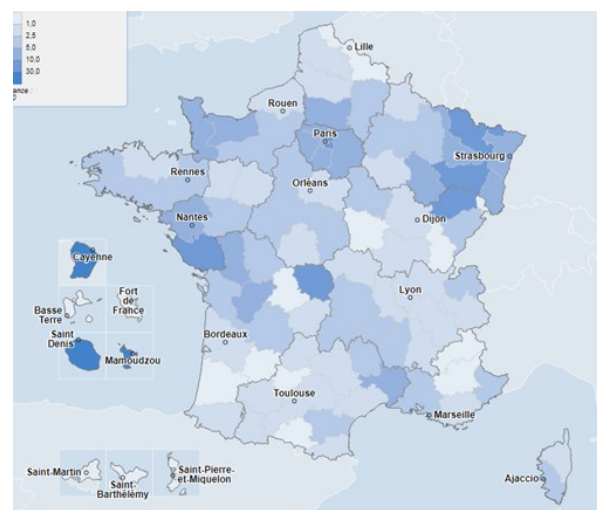 1,0
2,5
5,0
10,0
30,0
ance :
Lille
Rouen
Paris
Strasbourg
Rennes
Orléans
Nantes
Dijon
Cayenne
Fort
de
France
Basse
Terre
Lyon
Saint
Denis
Mamoudzou
Bordeaux
Toulouse
Marseille
Saint-Martin
Saint-
Barthélémy
Saint-Pierre-
et-Miquelon
Ajaccio